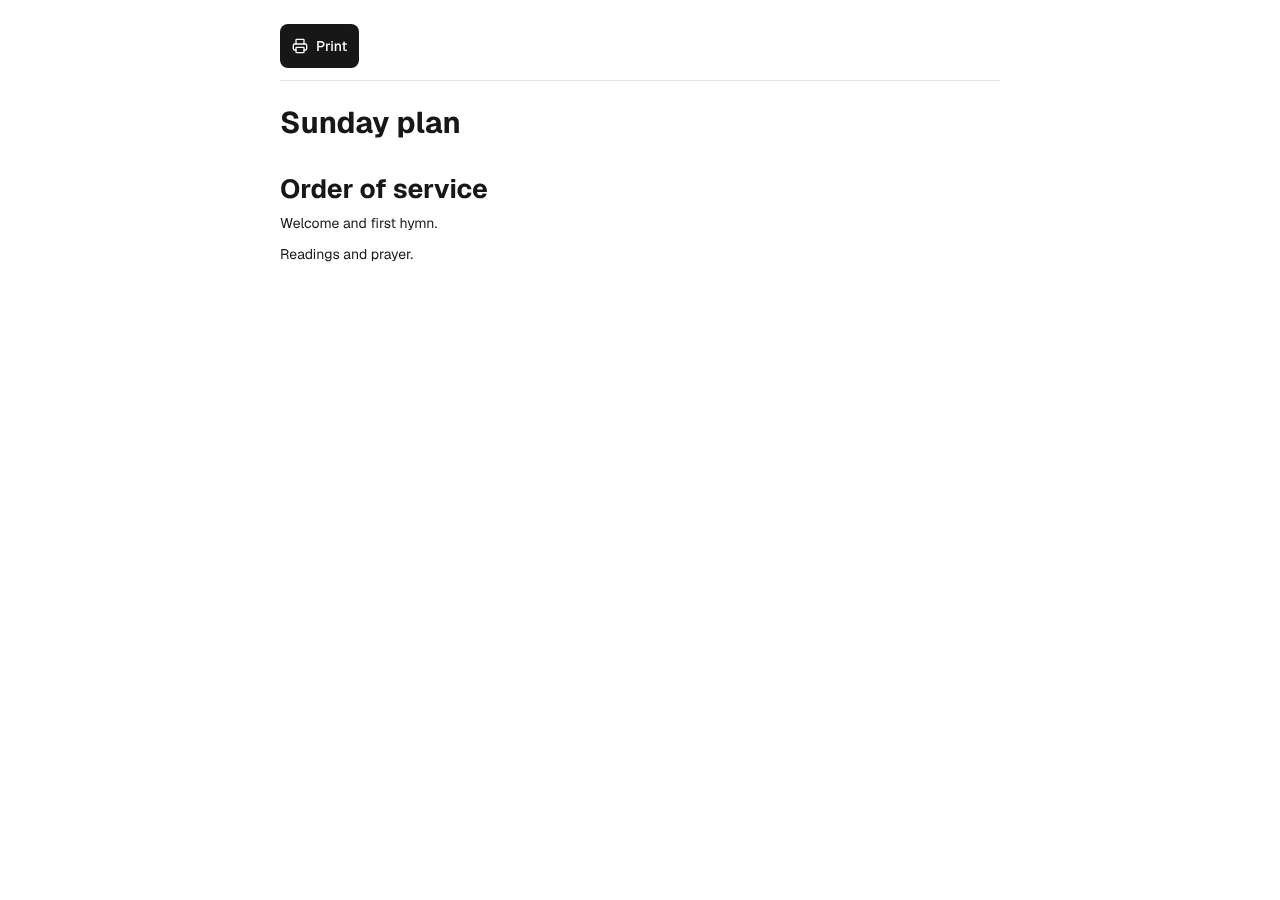 Print
Sunday plan
Order of service
Welcome and first hymn.
Readings and prayer.